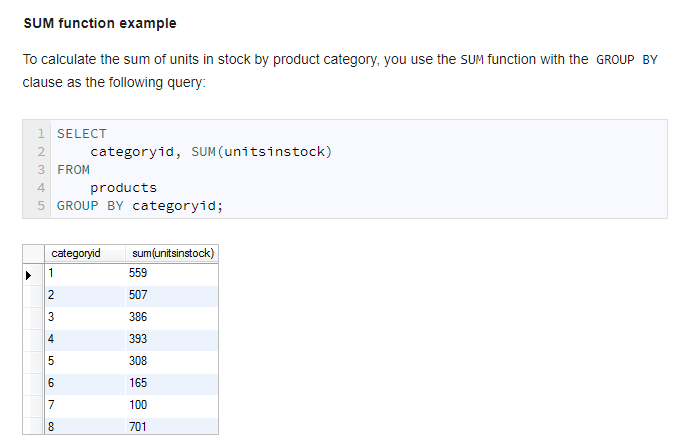 SUM function example
To calculate the sum of units in stock by product category, you use the SUM function with the GROUP BY
clause as the following query:
1 SELECT
2 categoryid, SUM(unitsinstock)
3 FROM
4 products
5 GROUP BY categoryid;
categoryid sum(unitsinstock)
1 559
2 507
3 386
4 393
5 308
6 165
7 100
8 701